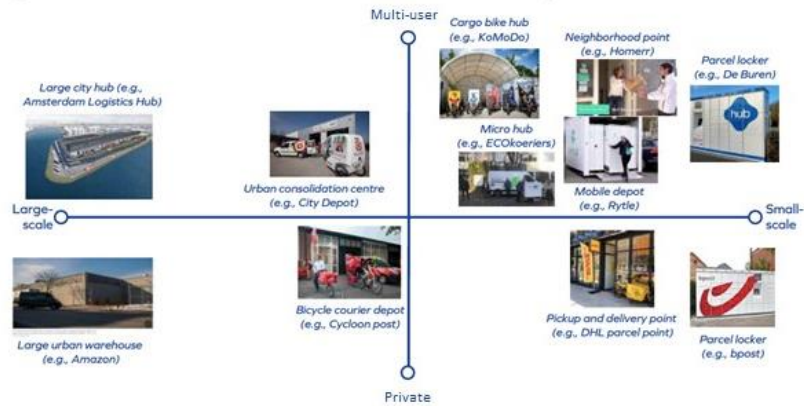 Multi-user
Cargo bike hub
(e.g., KoMoDo)
Neighborhood point
(e.g., Homerr)
Parcel locker
(e.g., De Buren)
Large city hub (e.g.,
Amsterdam Logistics Hub)
hub
Micro hub
(e.g., ECOkoeriers)
Urban consolidation centre
(e.g., City Depot)
Mobile depot
(e.g., Rytle)
Large-
scale
Small-
scale
bpost
Bicycle courier depot
(e.g., Cycloon post)
Pickup and delivery point
(e.g., DHL parcel point)
Large urban warehouse
(e.g., Amazon)
Parcel locker
(e.g., bpost)
Private